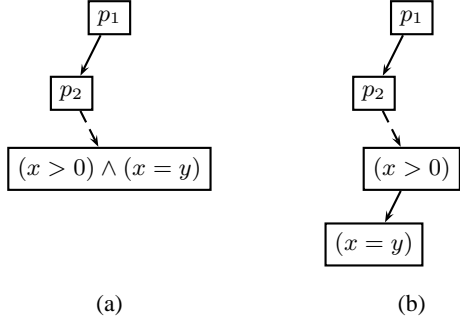 p₁ p₁
p₂ p₂
(x > 0) ∧ (x = y) (x > 0)
(x = y)
(a) (b)